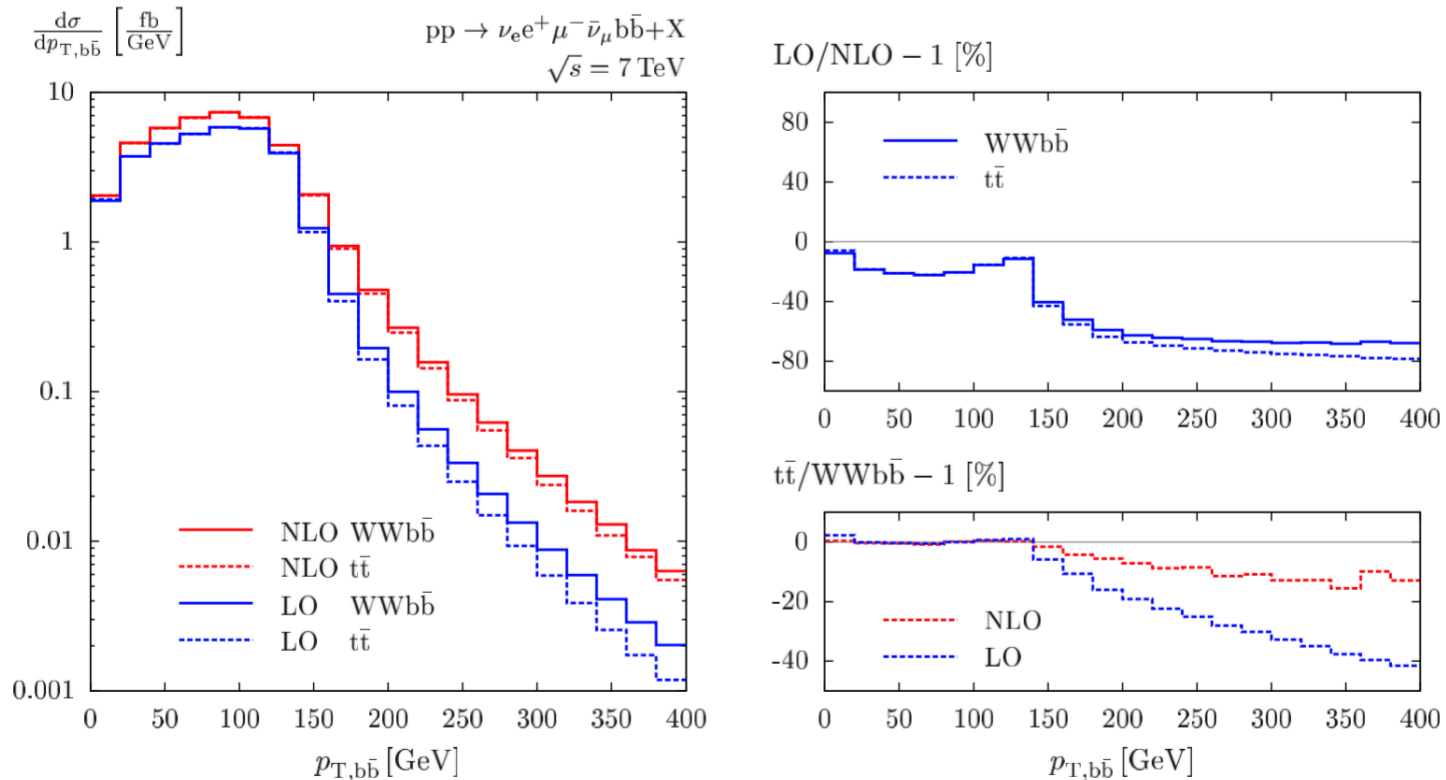 dσ/dp_T,bb̄ [fb/GeV]
pp → ν_e e⁺ μ⁻ ν̄_μ bb̄+X
√s = 7 TeV
10
1
0.1
0.01
0.001
NLO WWbb̄
NLO tt̄
LO WWbb̄
LO tt̄
0 50 100 150 200 250 300 350 400
p_T,bb̄ [GeV]
LO/NLO − 1 [%]
80
40
0
-40
-80
WWbb̄
tt̄
0 50 100 150 200 250 300 350 400
tt̄/WWbb̄ − 1 [%]
0
-20
-40
NLO
LO
0 50 100 150 200 250 300 350 400
p_T,bb̄ [GeV]